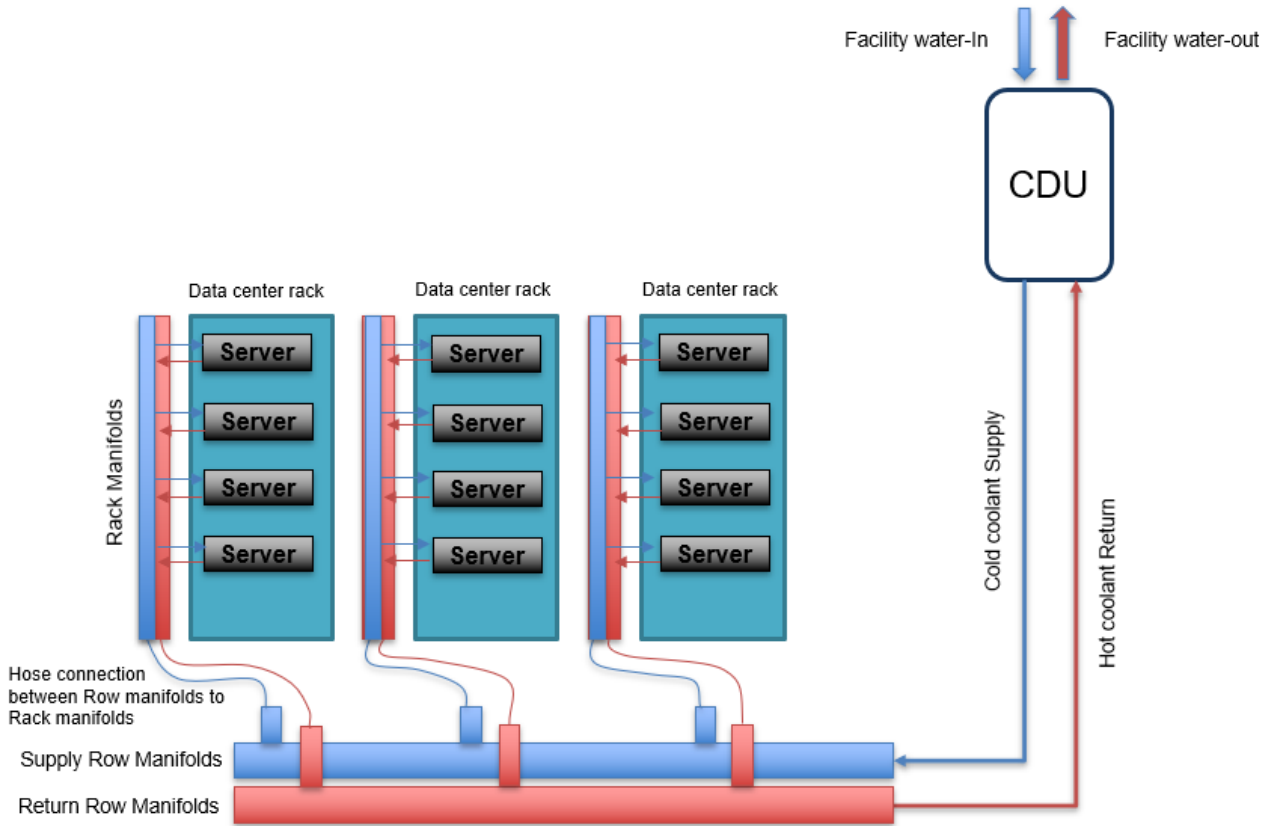 Facility water-In
Facility water-out
CDU
Data center rack
Data center rack
Data center rack
Server
Server
Server
Server
Server
Server
Server
Server
Server
Server
Server
Server
Rack Manifolds
Cold coolant Supply
Hot coolant Return
Hose connection
between Row manifolds to
Rack manifolds
Supply Row Manifolds
Return Row Manifolds